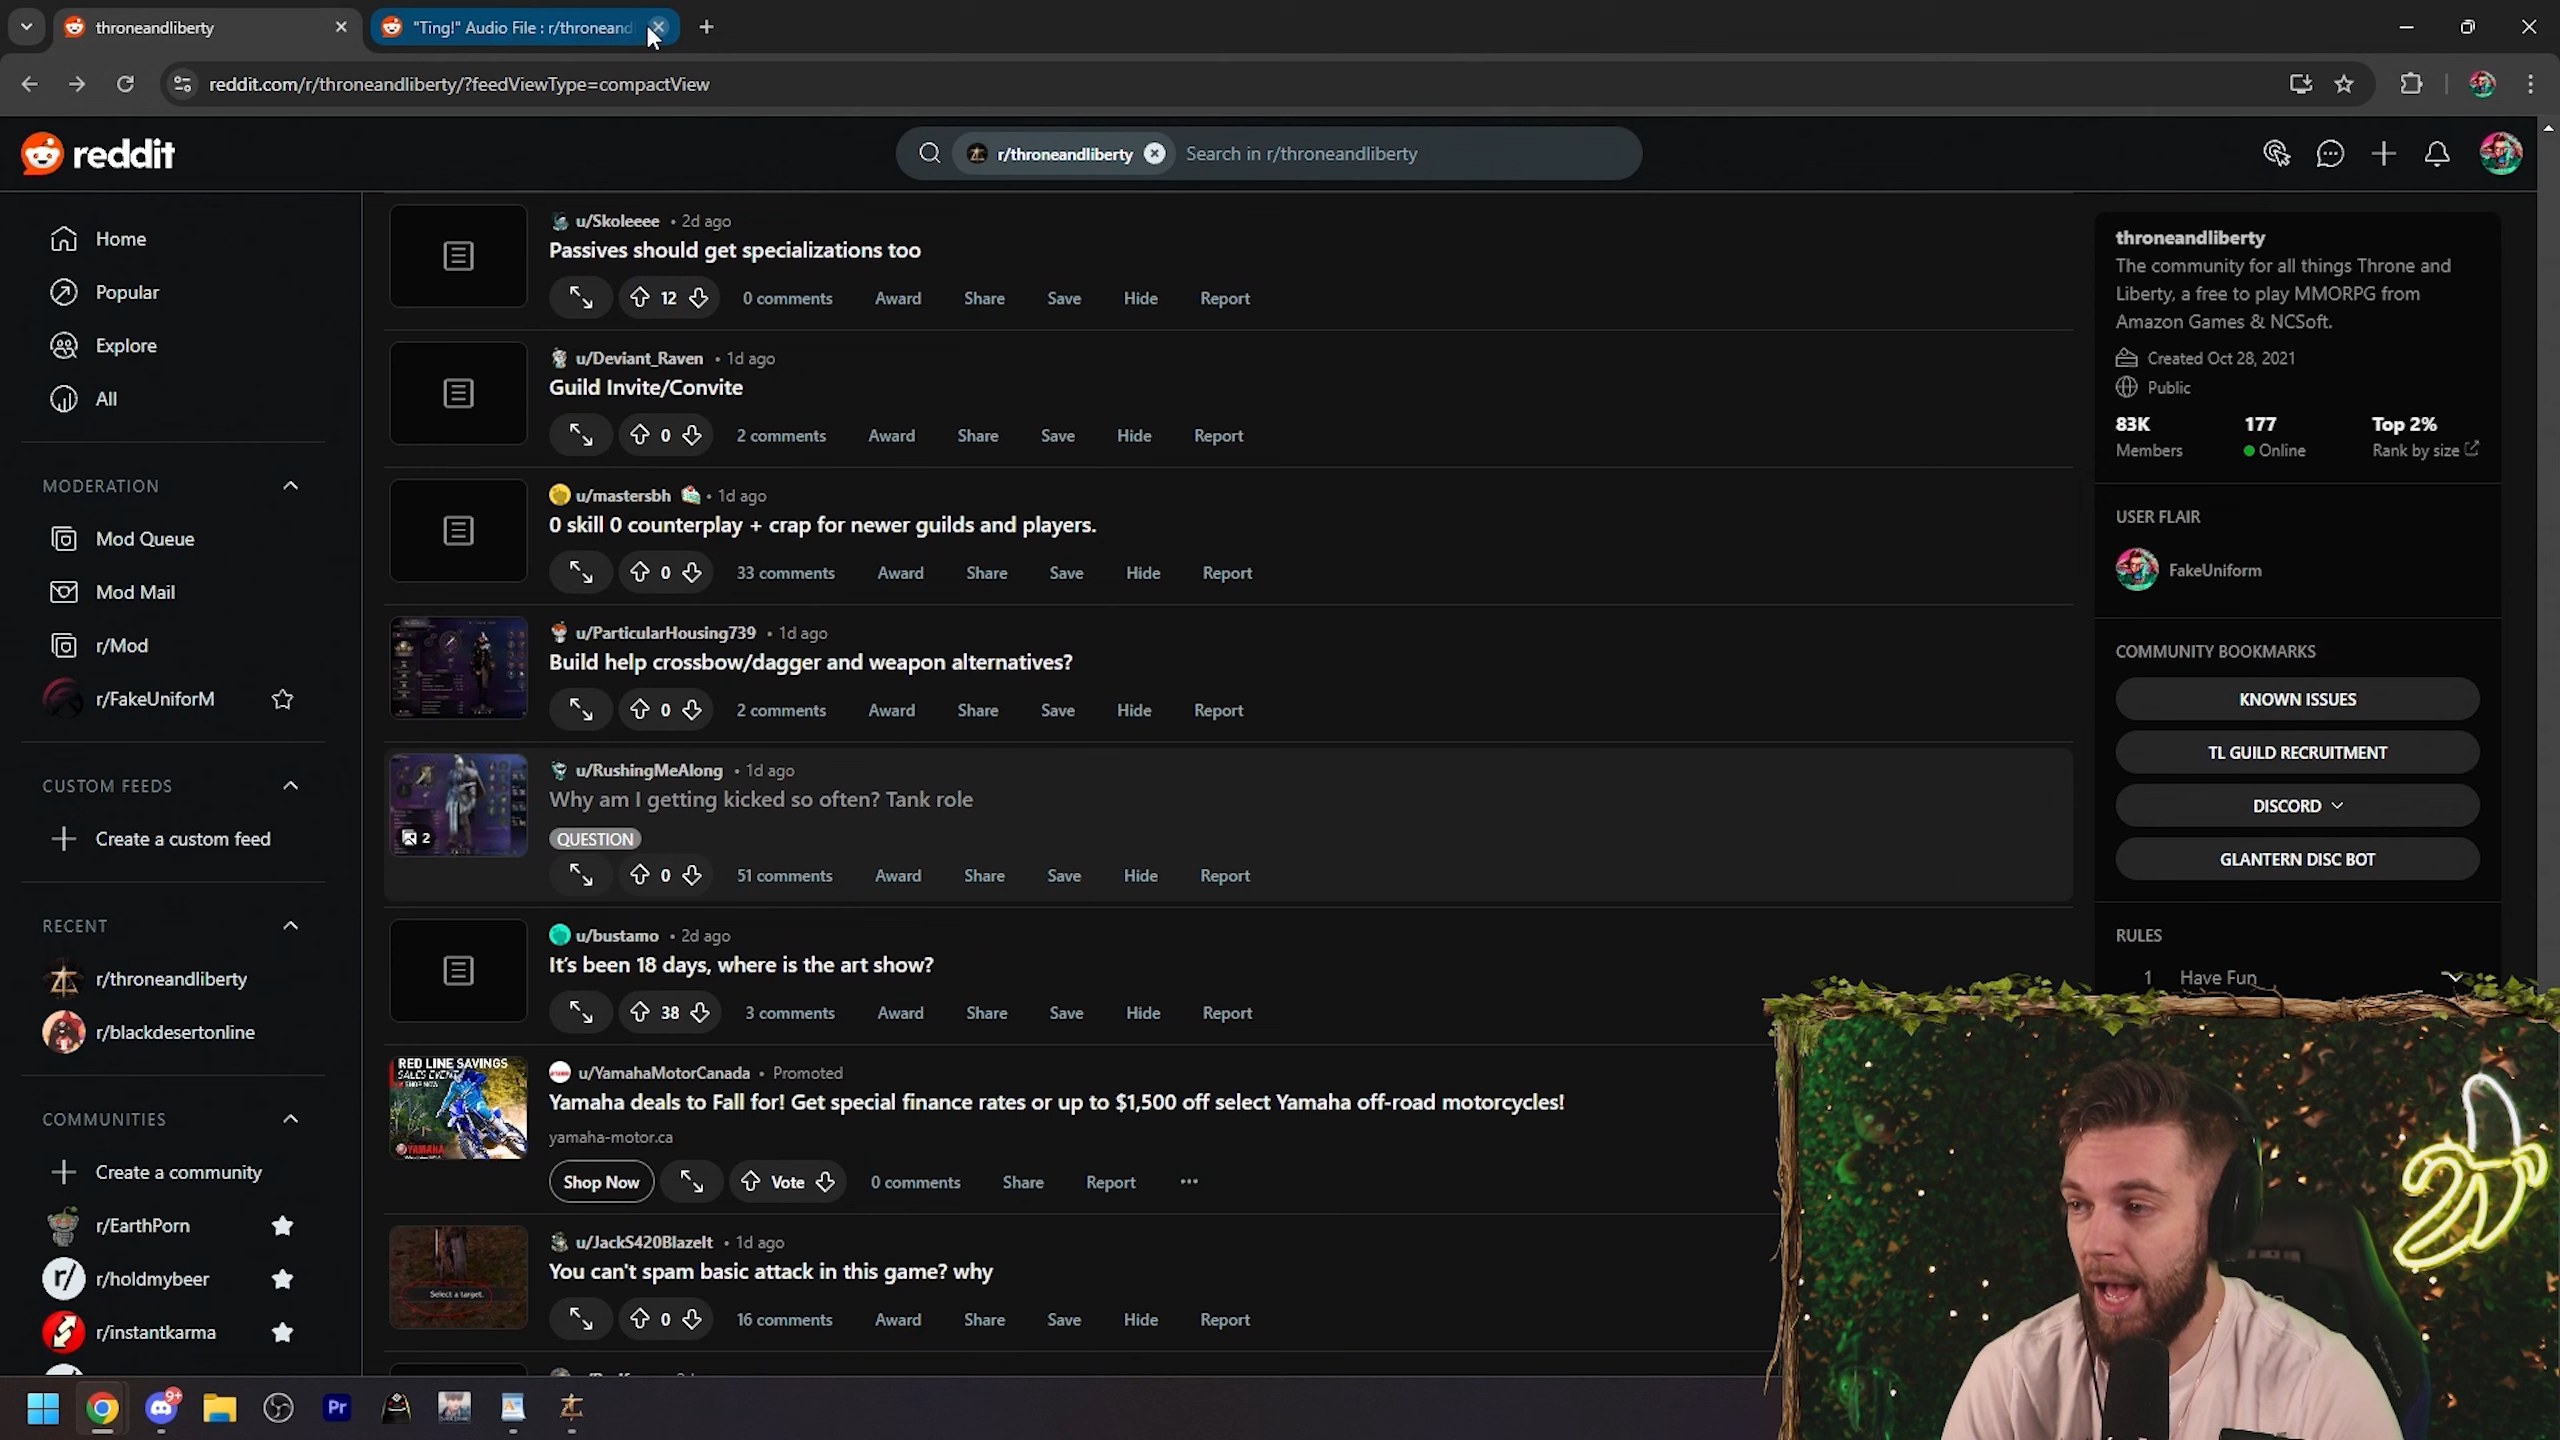 throneandliberty
"Ting!" Audio File : r/throneand
reddit.com/r/throneandliberty/?feedViewType=compactView
reddit
r/throneandliberty
Search in r/throneandliberty
Home
Popular
Explore
All
MODERATION
Mod Queue
Mod Mail
r/Mod
r/FakeUniforM
CUSTOM FEEDS
Create a custom feed
RECENT
r/throneandliberty
r/blackdesertonline
COMMUNITIES
Create a community
r/EarthPorn
r/
r/holdmybeer
r/instantkarma
u/Skoleeee • 2d ago
Passives should get specializations too
12 0 comments Award Share Save Hide Report
u/Deviant_Raven • 1d ago
Guild Invite/Convite
0 2 comments Award Share Save Hide Report
u/mastersbh • 1d ago
0 skill 0 counterplay + crap for newer guilds and players.
0 33 comments Award Share Save Hide Report
u/ParticularHousing739 • 1d ago
Build help crossbow/dagger and weapon alternatives?
0 2 comments Award Share Save Hide Report
2
u/RushingMeAlong • 1d ago
Why am I getting kicked so often? Tank role
QUESTION
0 51 comments Award Share Save Hide Report
u/bustamo • 2d ago
It's been 18 days, where is the art show?
38 3 comments Award Share Save Hide Report
RED LINE SAVINGS
SALES EVENT
SHOP NOW
YAMAHA
u/YamahaMotorCanada • Promoted
Yamaha deals to Fall for! Get special finance rates or up to $1,500 off select Yamaha off-road motorcycles!
yamaha-motor.ca
Shop Now Vote 0 comments Share Report
Select a target.
u/JackS420BlazeIt • 1d ago
You can't spam basic attack in this game? why
0 16 comments Award Share Save Hide Report
throneandliberty
The community for all things Throne and
Liberty, a free to play MMORPG from
Amazon Games & NCSoft.
Created Oct 28, 2021
Public
83K 177 Top 2%
Members Online Rank by size
USER FLAIR
FakeUniform
COMMUNITY BOOKMARKS
KNOWN ISSUES
TL GUILD RECRUITMENT
DISCORD
GLANTERN DISC BOT
RULES
1 Have Fun
9+
Pr